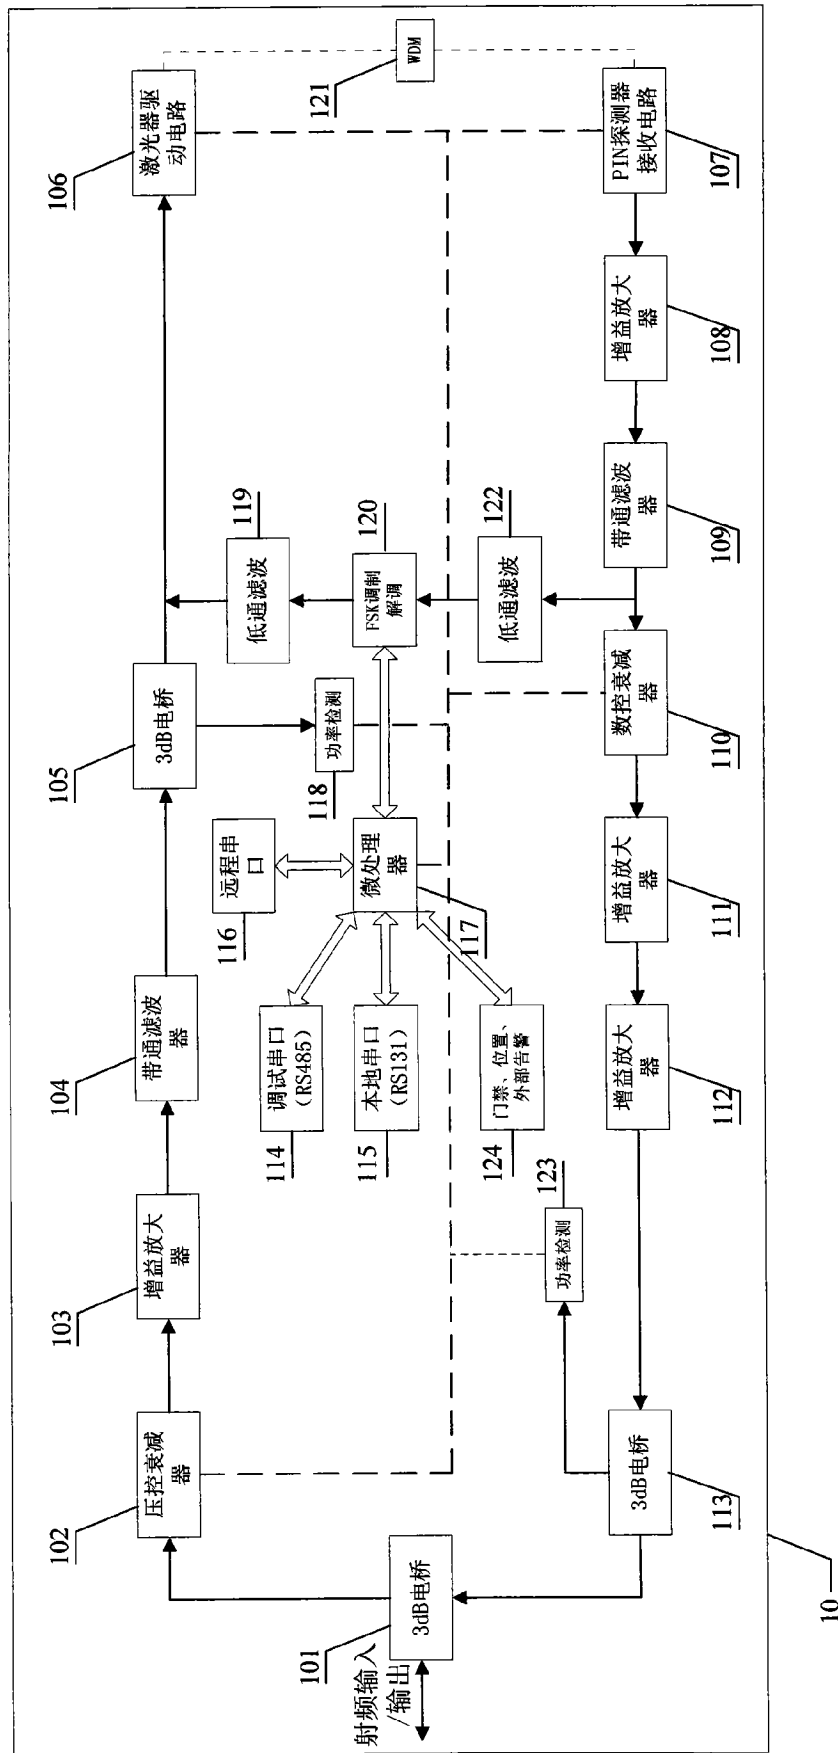 射频输入
/输出
3dB电桥
101
压控衰减
器
102
增益放大
器
103
带通滤波
器
104
3dB电桥
105
激光器驱
动电路
106
WDM
121
PIN探测器
接收电路
107
增益放大
器
108
带通滤波
器
109
数控衰减
器
110
增益放大
器
111
增益放大
器
112
3dB电桥
113
功率检测
123
低通滤波
119
FSK调制
解调
120
低通滤波
122
功率检测
118
微处理
器
117
远程串
口
116
调试串口
(RS485)
114
本地串口
(RS131)
115
门禁、位置、
外部告警
124
10